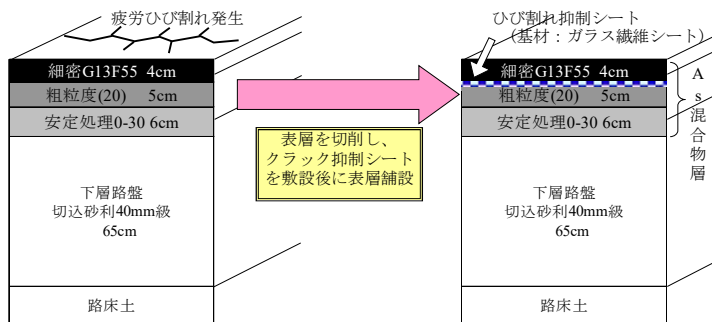 疲労ひび割れ発生
細密G13F55 4cm
粗粒度(20) 5cm
安定処理0-30 6cm
下層路盤
切込砂利40mm級
65cm
路床土
表層を切削し、
クラック抑制シート
を敷設後に表層舗設
ひび割れ抑制シート
(基材:ガラス繊維シート)
細密G13F55 4cm
粗粒度(20) 5cm
安定処理0-30 6cm
As混合物層
下層路盤
切込砂利40mm級
65cm
路床土